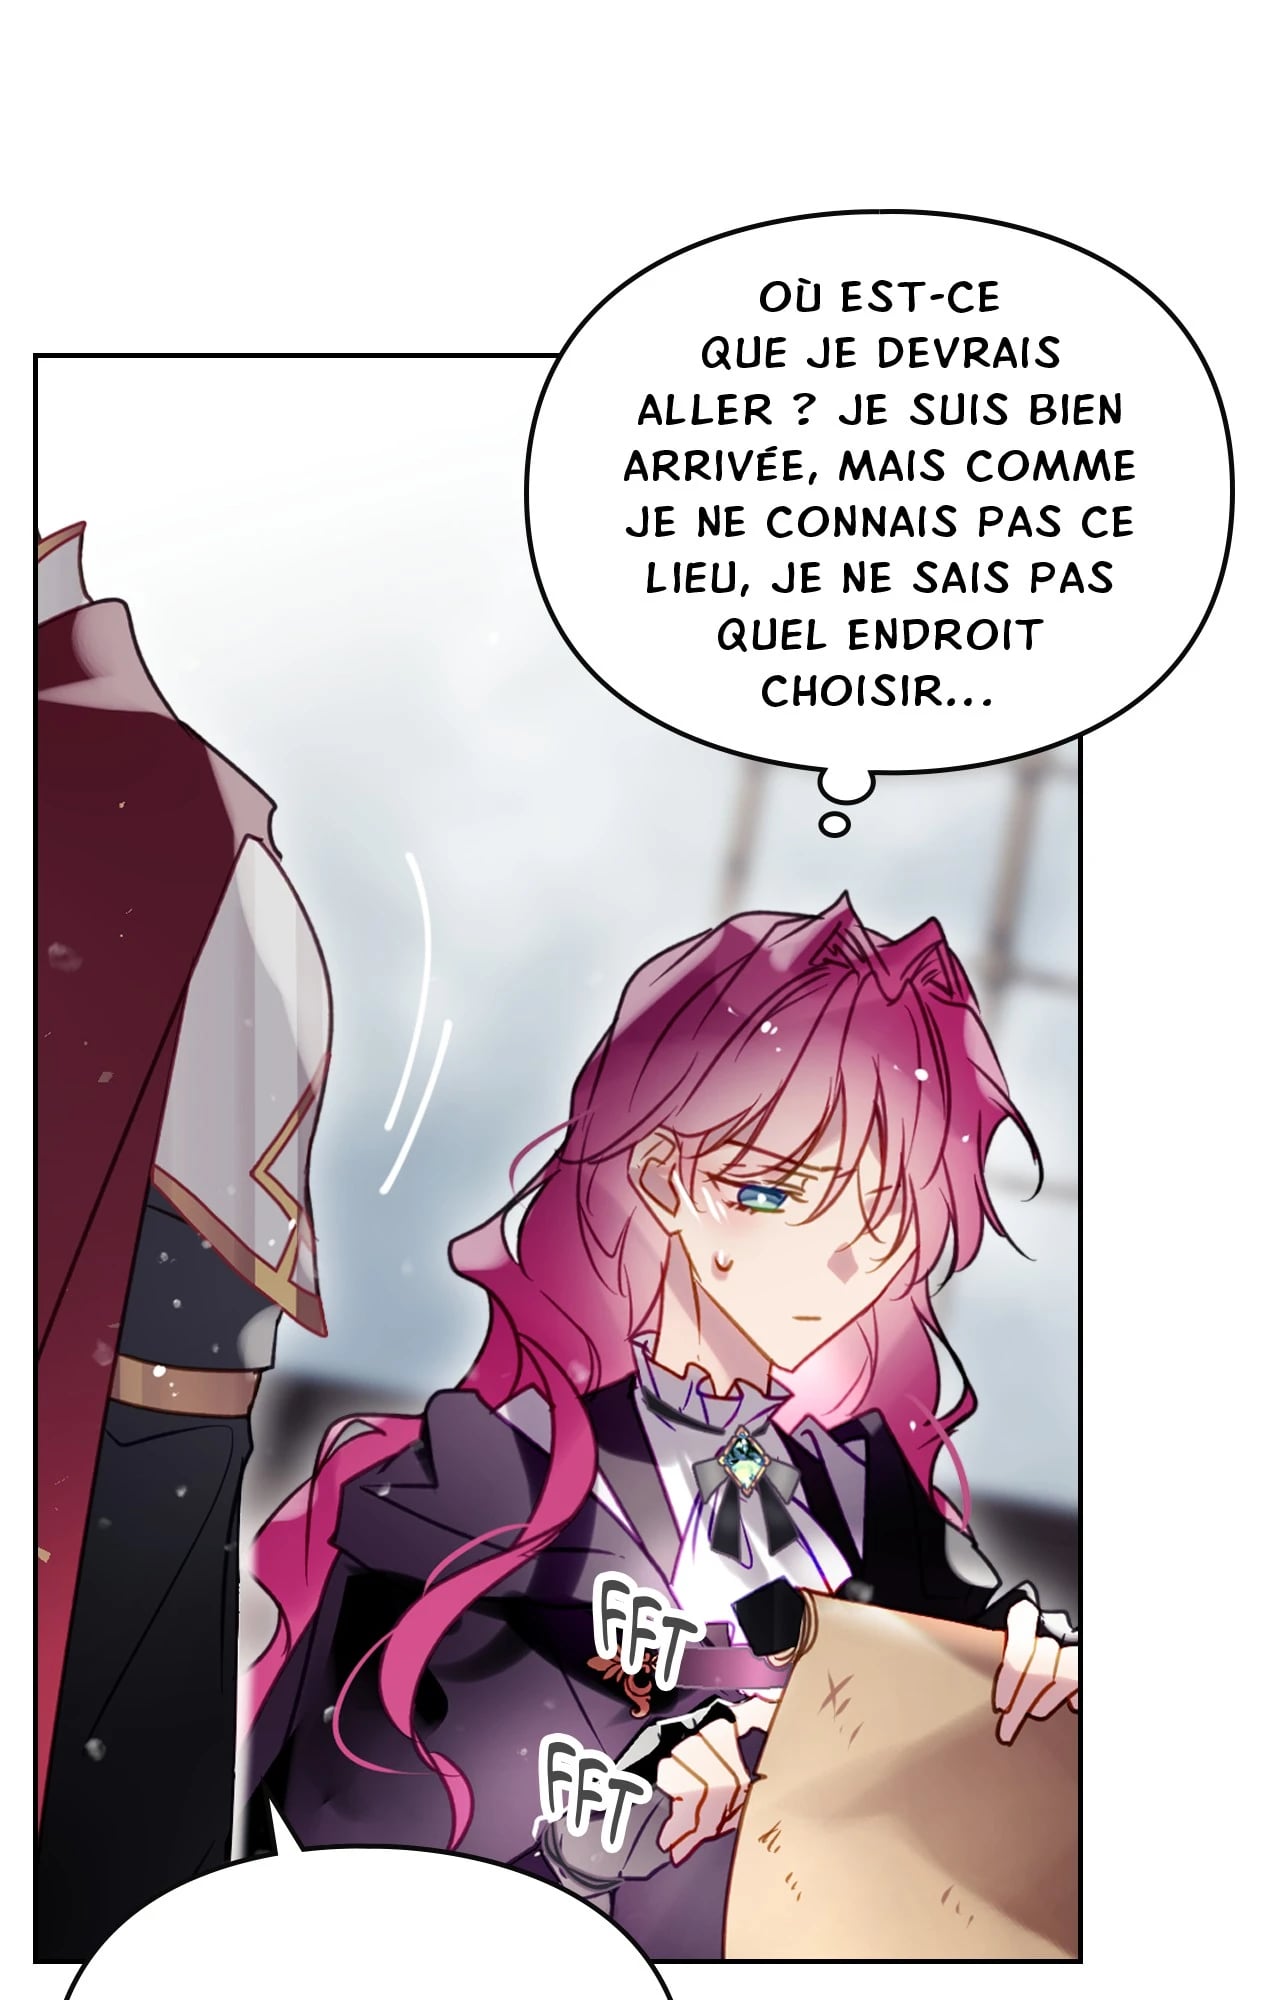 OÙ EST-CE
QUE JE DEVRAIS
ALLER ? JE SUIS BIEN
ARRIVÉE, MAIS COMME
JE NE CONNAIS PAS CE
LIEU, JE NE SAIS PAS
QUEL ENDROIT
CHOISIR...
FFT
FFT